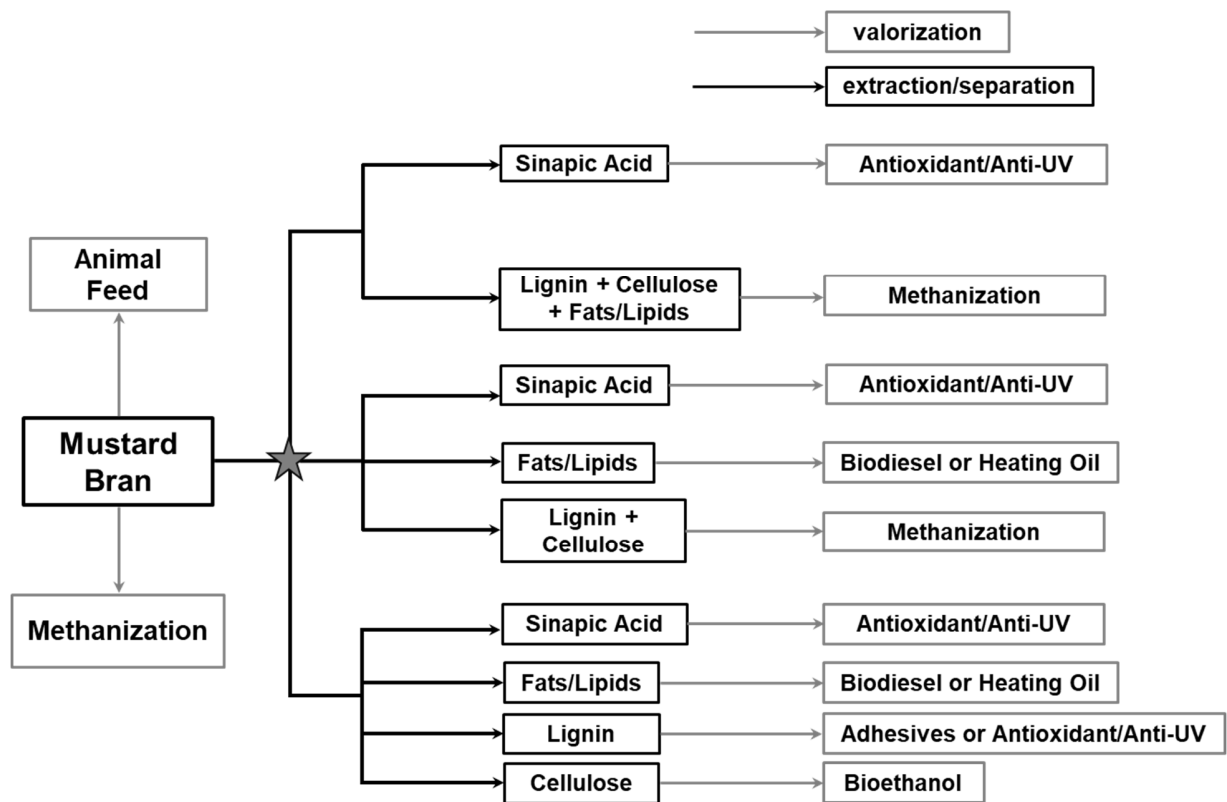 valorization
extraction/separation
Sinapic Acid
Antioxidant/Anti-UV
Animal
Feed
Lignin + Cellulose
+ Fats/Lipids
Methanization
Sinapic Acid
Antioxidant/Anti-UV
Mustard
Bran
Fats/Lipids
Biodiesel or Heating Oil
Lignin +
Cellulose
Methanization
Methanization
Sinapic Acid
Antioxidant/Anti-UV
Fats/Lipids
Biodiesel or Heating Oil
Lignin
Adhesives or Antioxidant/Anti-UV
Cellulose
Bioethanol